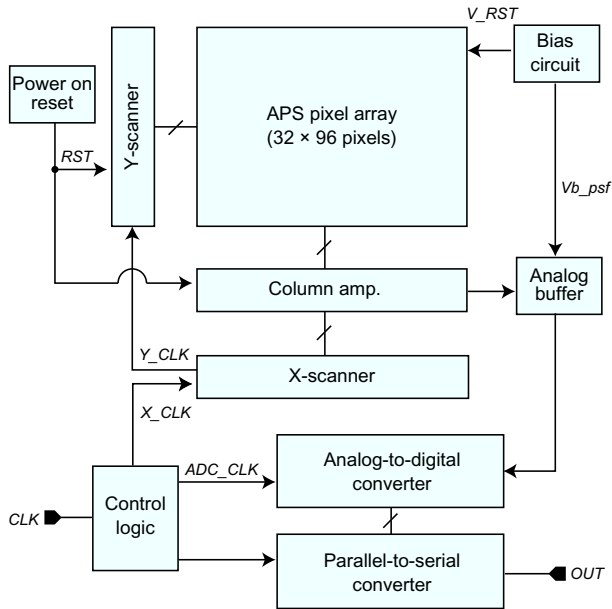 V_RST
Bias
circuit
Power on
reset
Y-scanner
APS pixel array
(32 × 96 pixels)
RST
Vb_psf
Column amp.
Analog
buffer
Y_CLK
X-scanner
X_CLK
ADC_CLK
Analog-to-digital
converter
CLK
Control
logic
Parallel-to-serial
converter
OUT